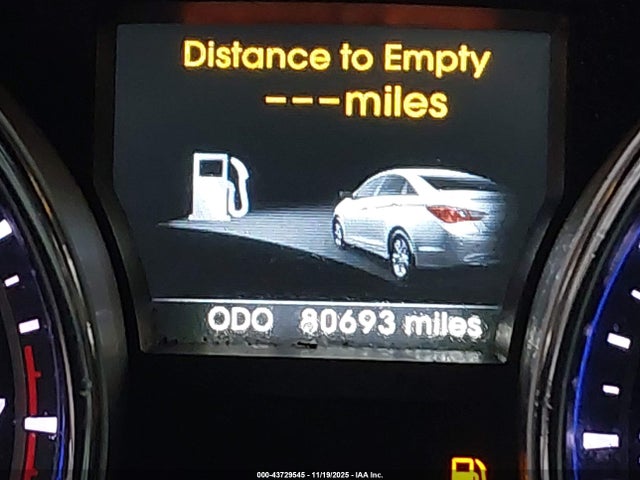 Distance to Empty
---miles
ODO 80693 miles
000-43729545 - 11/19/2025 - IAA Inc.